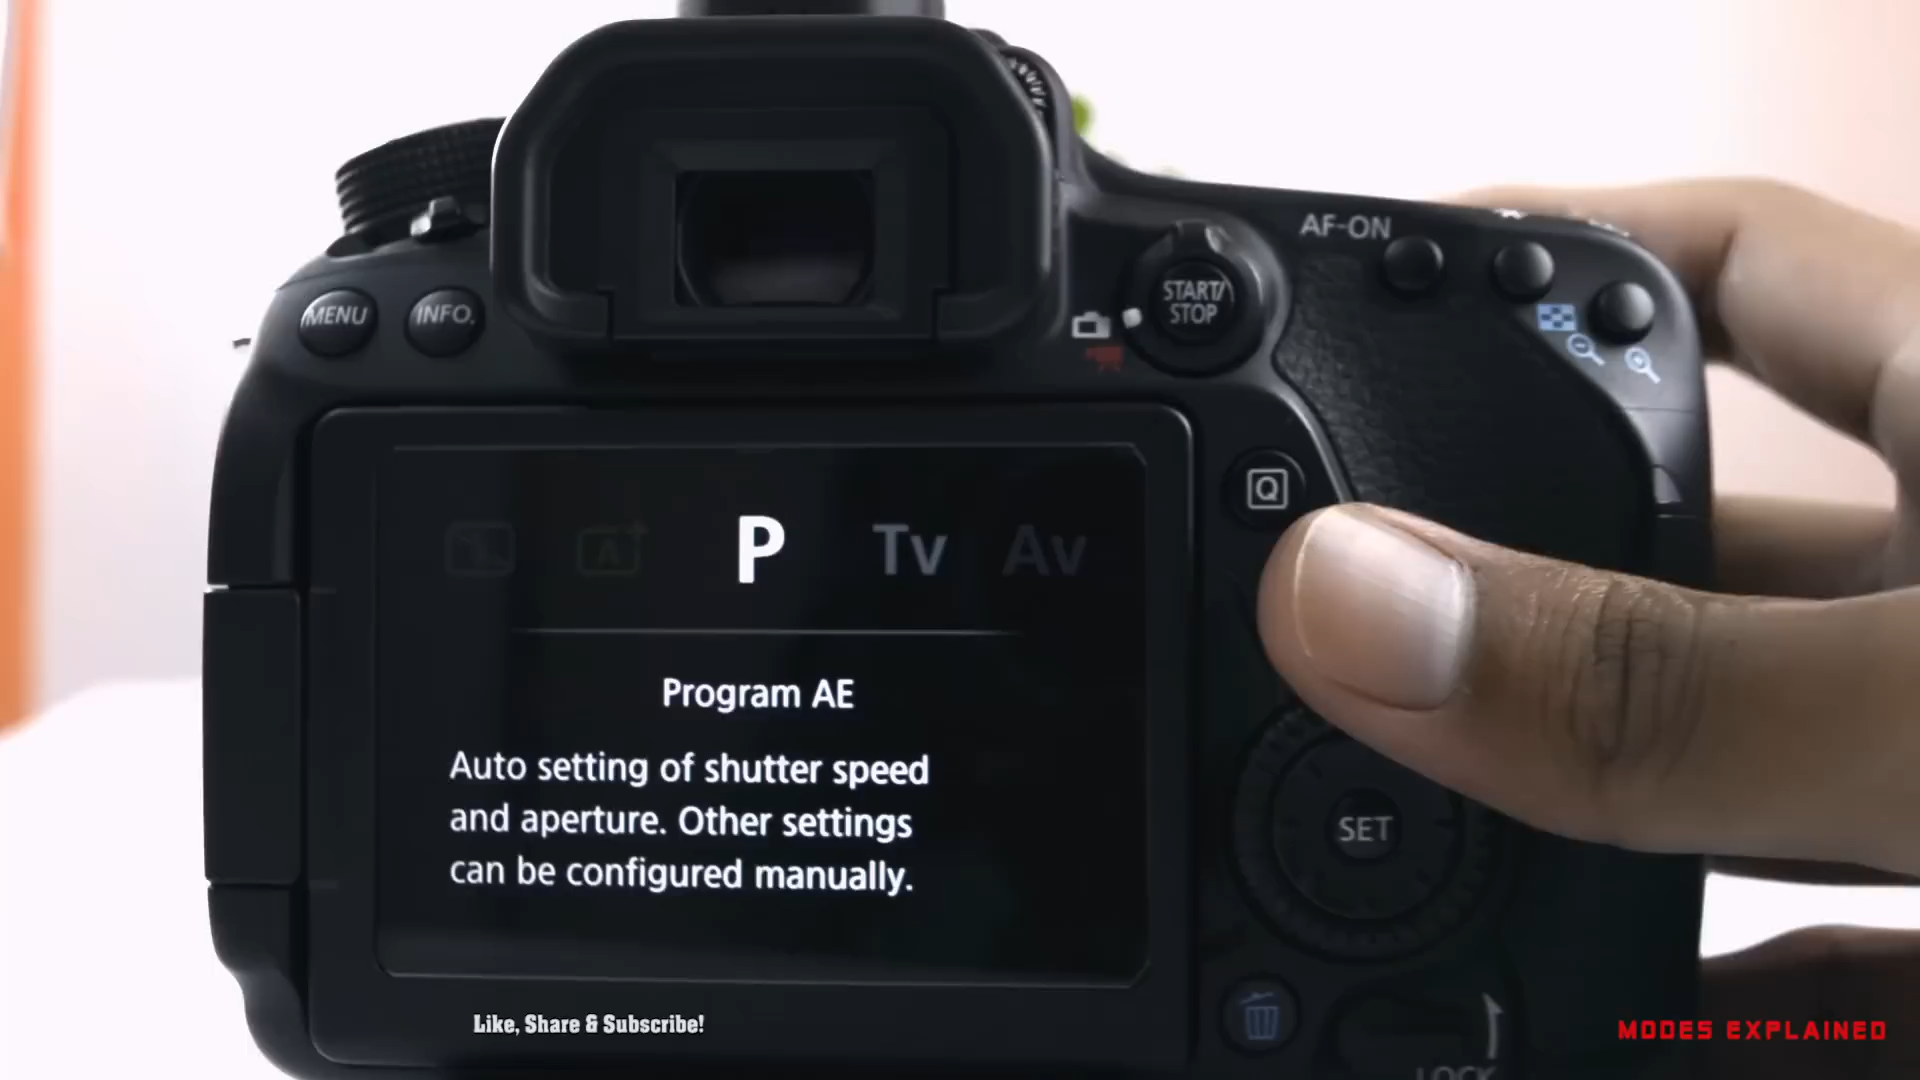 AF-ON
MENU
INFO.
START/
STOP
Q
A+
P
Tv
Av
Program AE
Auto setting of shutter speed
and aperture. Other settings
can be configured manually.
SET
Like, Share & Subscribe!
MODES EXPLAINED
LOCK